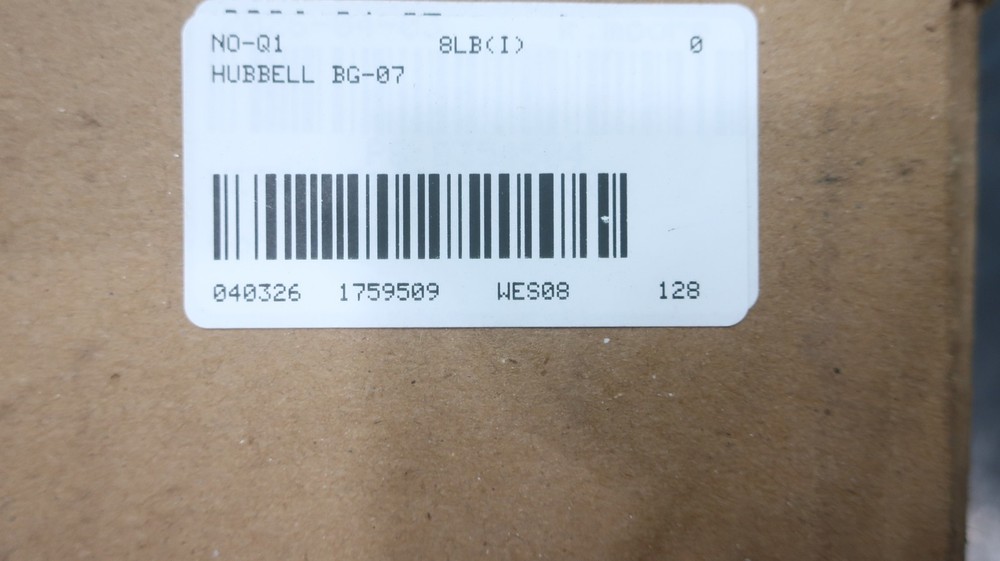 NO-Q1 8LB(I) 0
HUBBELL BG-07
040326 1759509 WES08 128